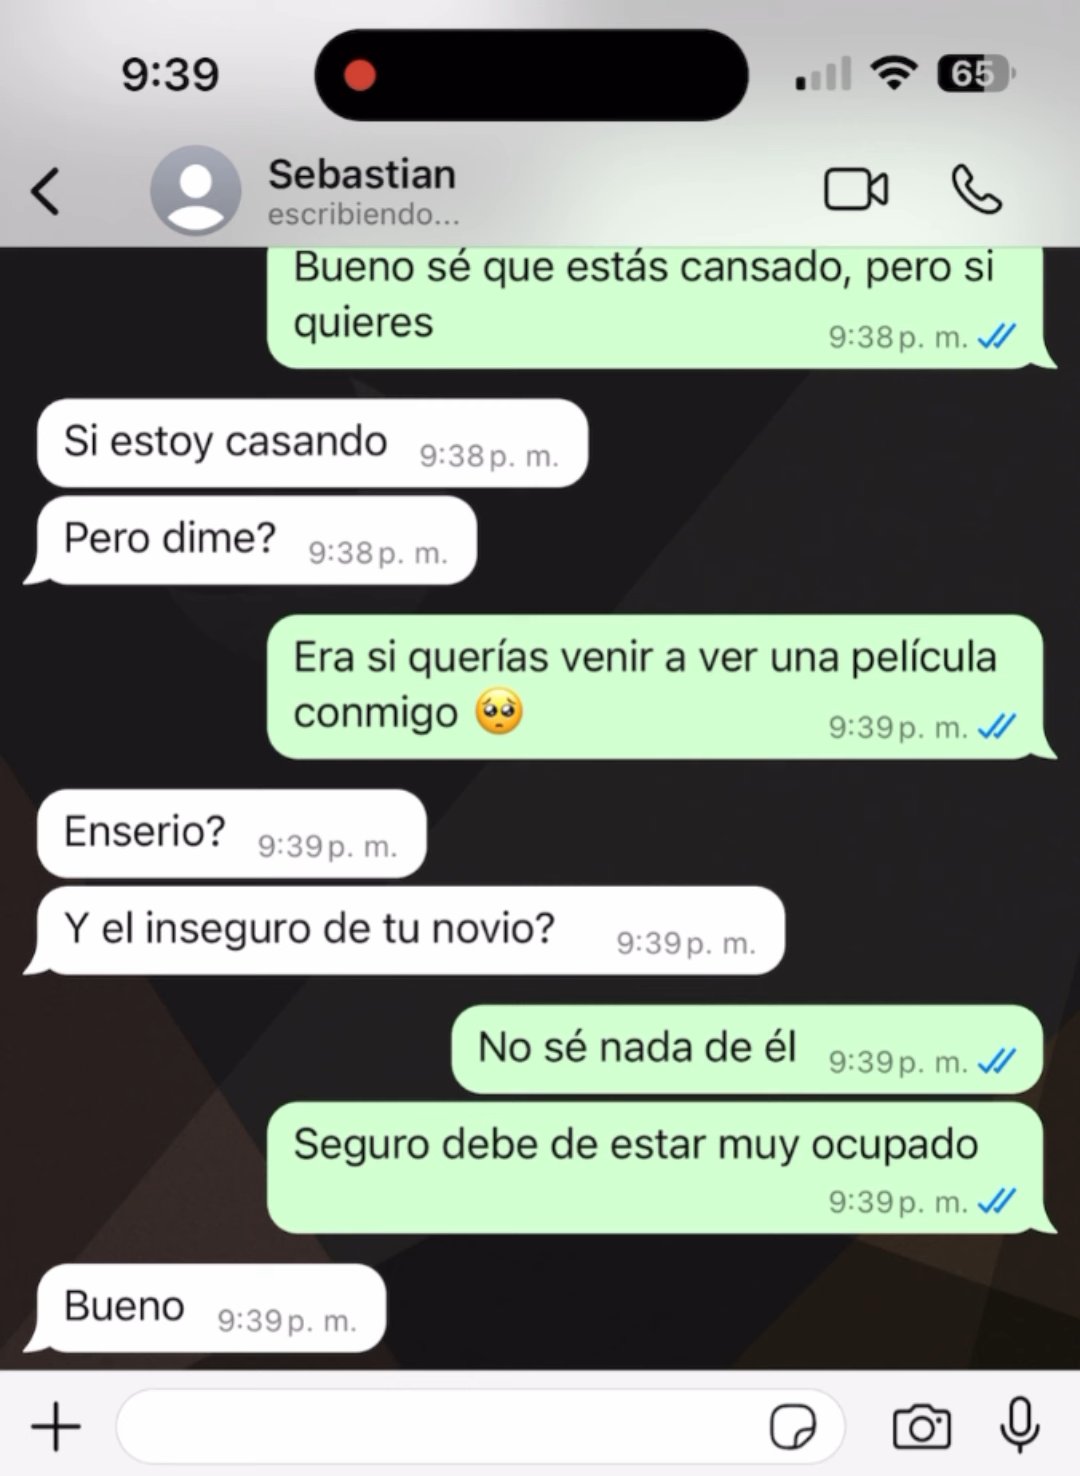 9:39
65
Sebastian
escribiendo...
Bueno sé que estás cansado, pero si
quieres
9:38 p. m.
Si estoy casando 9:38 p. m.
Pero dime? 9:38 p. m.
Era si querías venir a ver una película
conmigo 🥺
9:39 p. m.
Enserio? 9:39 p. m.
Y el inseguro de tu novio? 9:39 p. m.
No sé nada de él 9:39 p. m.
Seguro debe de estar muy ocupado
9:39 p. m.
Bueno 9:39 p. m.